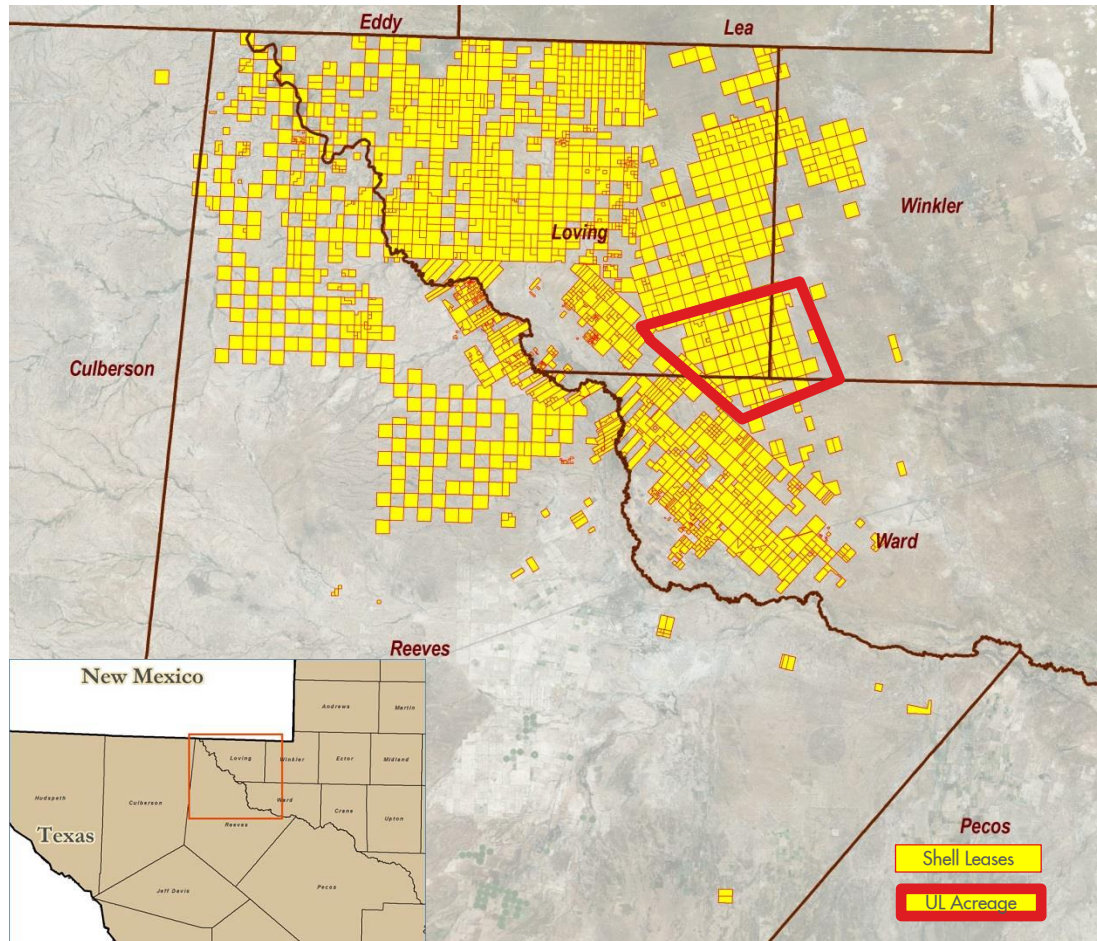 Eddy
Lea
Winkler
Loving
Culberson
Ward
Reeves
Pecos
Shell Leases
UL Acreage
New Mexico
Andrews
Martin
Loving
Winkler
Ector
Midland
Hudspeth
Culberson
Ward
Crane
Upton
Reeves
Texas
Jeff Davis
Pecos